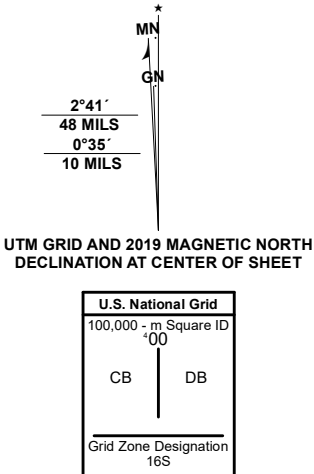 MN
GN
2°41´
48 MILS
0°35´
10 MILS
UTM GRID AND 2019 MAGNETIC NORTH
DECLINATION AT CENTER OF SHEET
U.S. National Grid
100,000 - m Square ID
⁴00
CB DB
Grid Zone Designation
16S